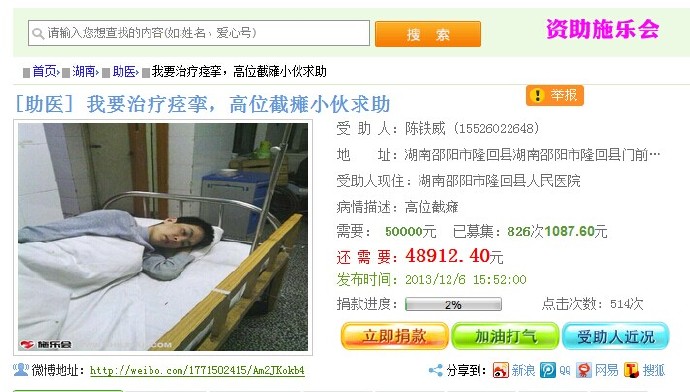 请输入您想查找的内容(如姓名、爱心号)
搜 索
资助施乐会
首页
湖南
助医
我要治疗痉挛，高位截瘫小伙求助
[助医] 我要治疗痉挛，高位截瘫小伙求助
举报
受 助 人：陈铁威（15526022648）
地 址：湖南邵阳市隆回县湖南邵阳市隆回县门前…
受助人现住：湖南邵阳市隆回县人民医院
病情描述：高位截瘫
需要： 50000元 已募集：826次1087.60元
还 需 要：48912.40元
发布时间：2013/12/6 15:52:00
捐款进度： 2% 点击次数：514次
立即捐款 加油打气 受助人近况
施乐会
微博地址：http://weibo.com/1771502415/Am2JKokb4
分享到： 新浪 QQ 网易 搜狐